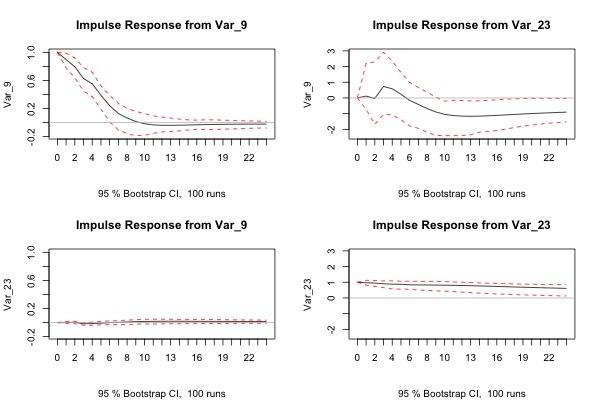 Impulse Response from Var_9
Var_9
1.0
0.6
0.2
-0.2
0 2 4 6 8 10 13 16 19 22
95 % Bootstrap CI, 100 runs
Impulse Response from Var_23
Var_9
3
2
1
0
-2
0 2 4 6 8 10 13 16 19 22
95 % Bootstrap CI, 100 runs
Impulse Response from Var_9
Var_23
1.0
0.6
0.2
-0.2
0 2 4 6 8 10 13 16 19 22
95 % Bootstrap CI, 100 runs
Impulse Response from Var_23
Var_23
3
2
1
0
-2
0 2 4 6 8 10 13 16 19 22
95 % Bootstrap CI, 100 runs